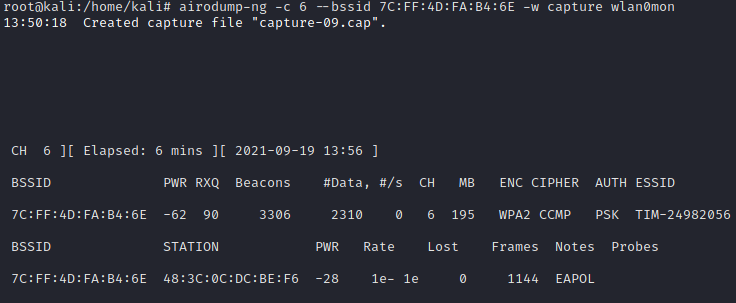 root@kali:/home/kali# airodump-ng -c 6 --bssid 7C:FF:4D:FA:B4:6E -w capture wlan0mon
13:50:18  Created capture file "capture-09.cap".
CH  6 ][ Elapsed: 6 mins ][ 2021-09-19 13:56 ]
BSSID              PWR RXQ  Beacons    #Data, #/s  CH   MB   ENC CIPHER  AUTH ESSID
7C:FF:4D:FA:B4:6E  -62  90     3306     2310    0   6  195   WPA2 CCMP   PSK  TIM-24982056
BSSID              STATION            PWR   Rate    Lost    Frames  Notes  Probes
7C:FF:4D:FA:B4:6E  48:3C:0C:DC:BE:F6  -28    1e- 1e     0     1144  EAPOL